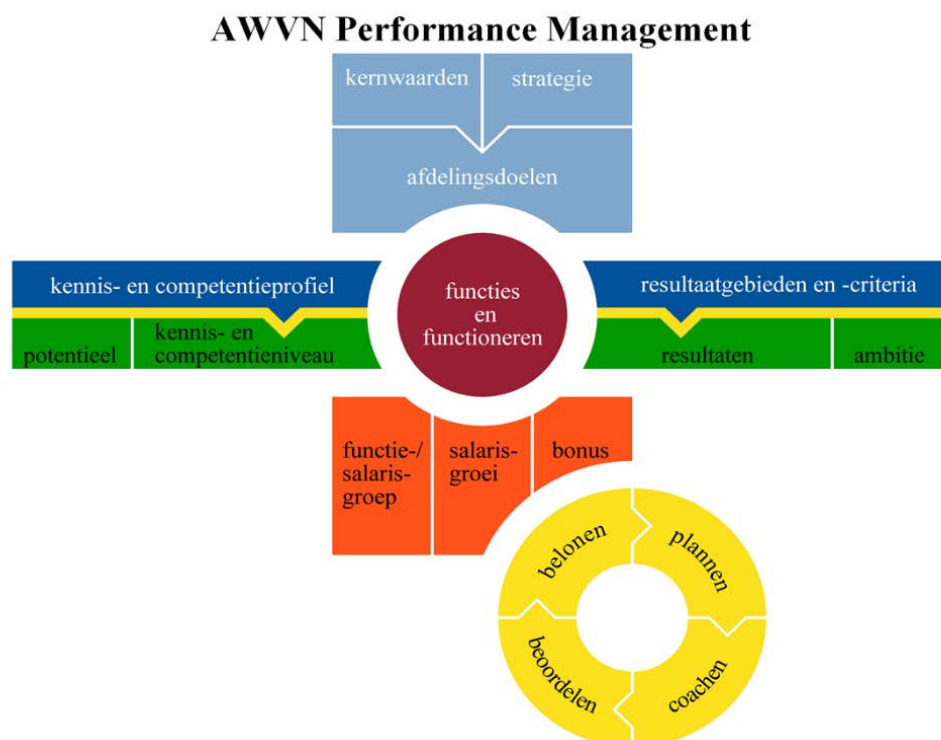 AWVN Performance Management
kernwaarden
strategie
afdelingsdoelen
kennis- en competentieprofiel
functies
en
functioneren
resultaatgebieden en -criteria
potentieel
kennis- en
competentieniveau
resultaten
ambitie
functie-/
salaris-
groep
salaris-
groei
bonus
belonen
plannen
beoordelen
coachen